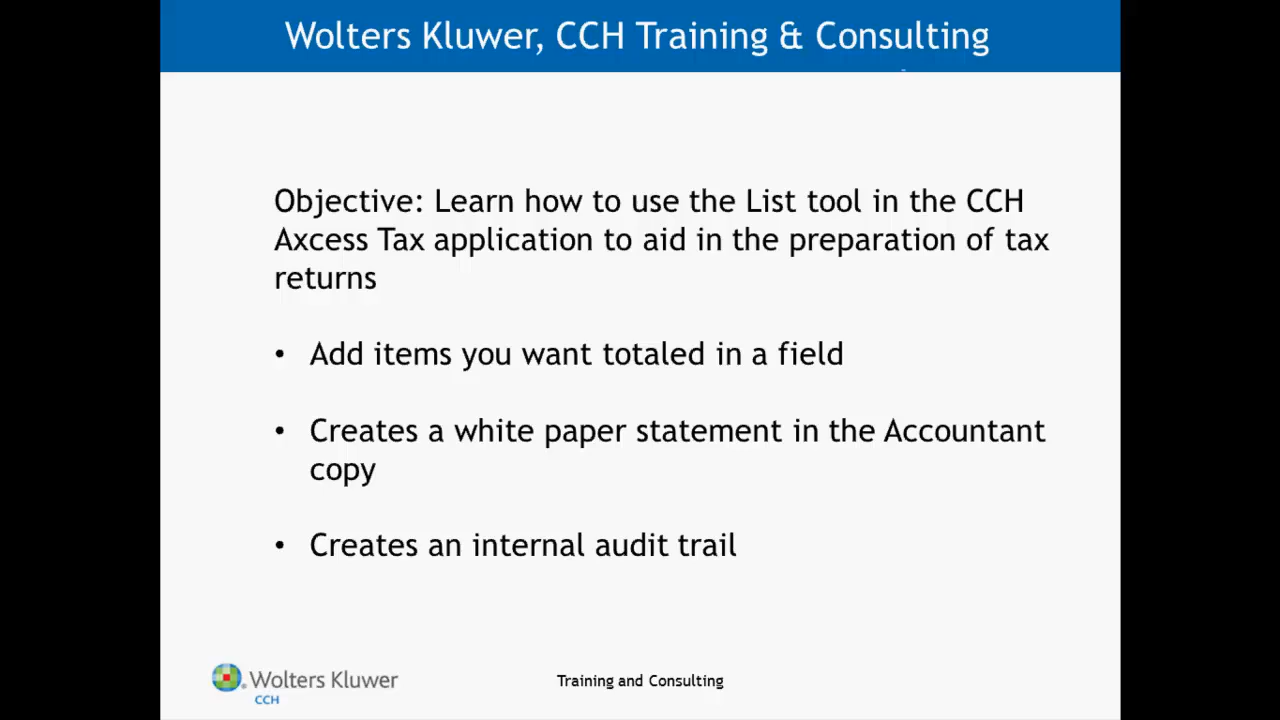 Wolters Kluwer, CCH Training & Consulting
Objective: Learn how to use the List tool in the CCH
Axcess Tax application to aid in the preparation of tax
returns
• Add items you want totaled in a field
• Creates a white paper statement in the Accountant
copy
• Creates an internal audit trail
Wolters Kluwer
CCH
Training and Consulting